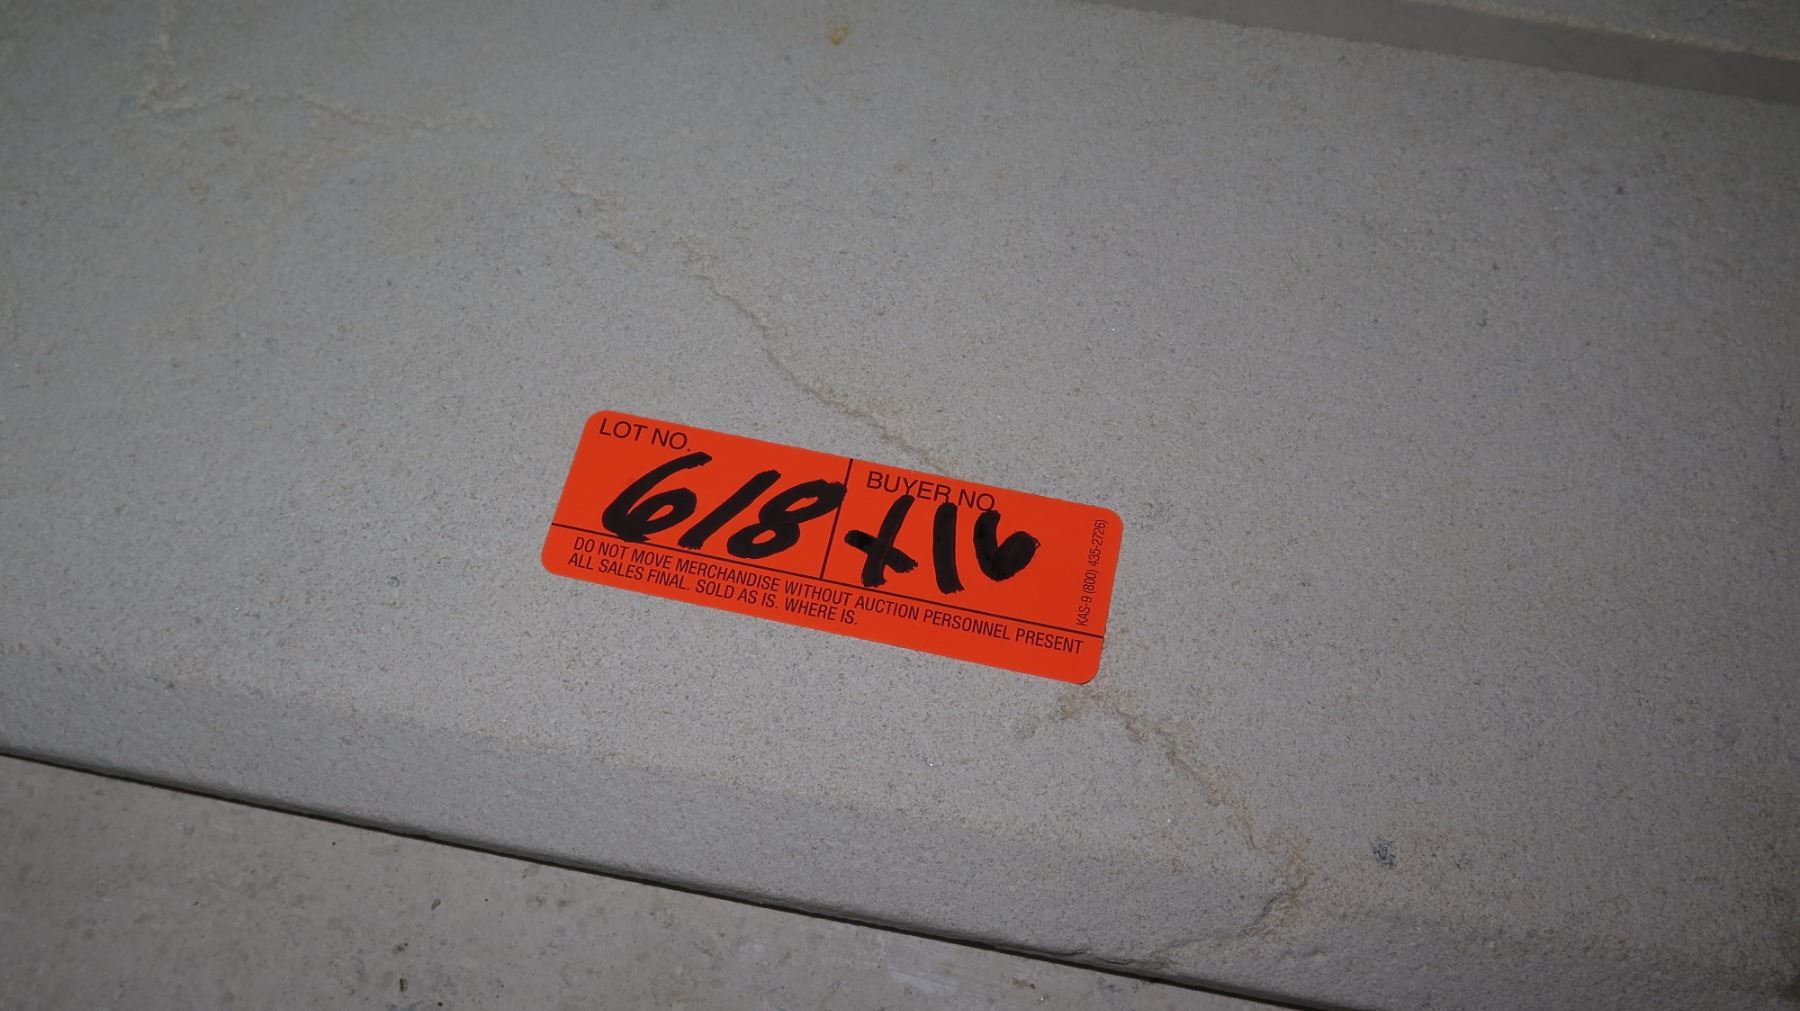 LOT NO.
618
BUYER NO.
x16
DO NOT MOVE MERCHANDISE WITHOUT AUCTION PERSONNEL PRESENT
ALL SALES FINAL. SOLD AS IS. WHERE IS.
KAS-9 (800) 435-2726)